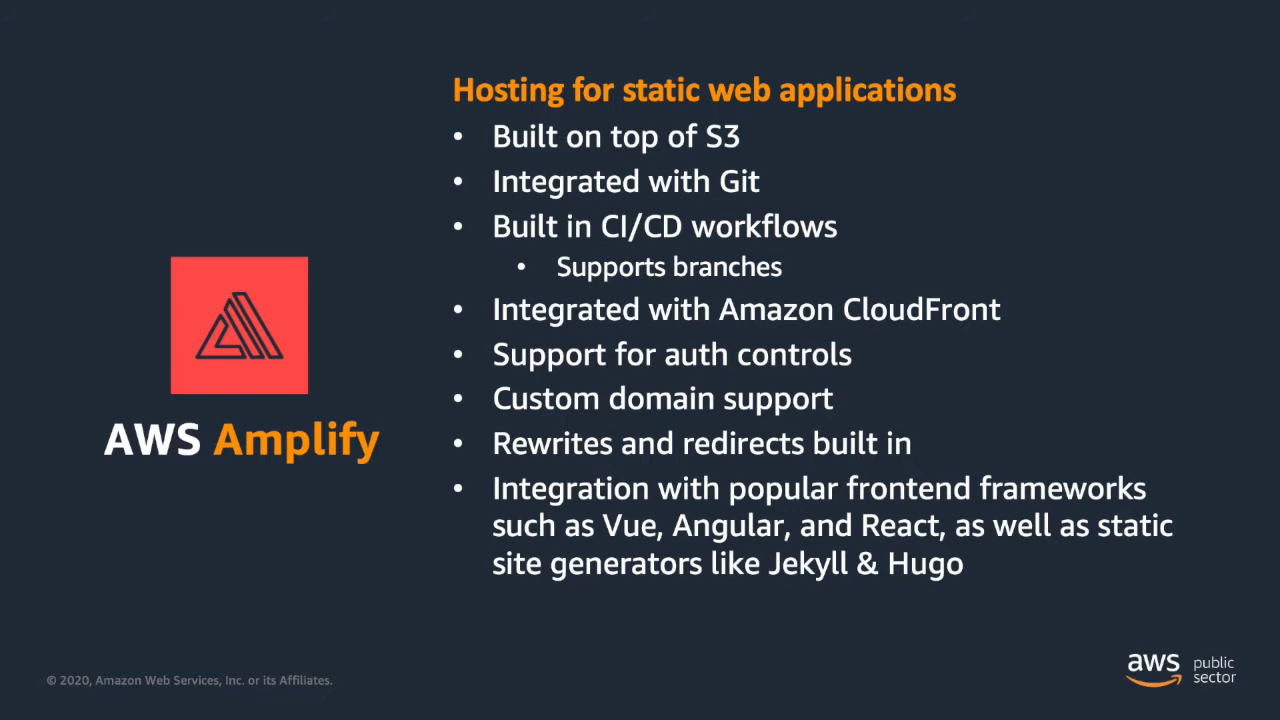 Hosting for static web applications
• Built on top of S3
• Integrated with Git
• Built in CI/CD workflows
• Supports branches
• Integrated with Amazon CloudFront
• Support for auth controls
• Custom domain support
• Rewrites and redirects built in
• Integration with popular frontend frameworks
such as Vue, Angular, and React, as well as static
site generators like Jekyll & Hugo
AWS Amplify
© 2020, Amazon Web Services, Inc. or its Affiliates.
aws public
sector